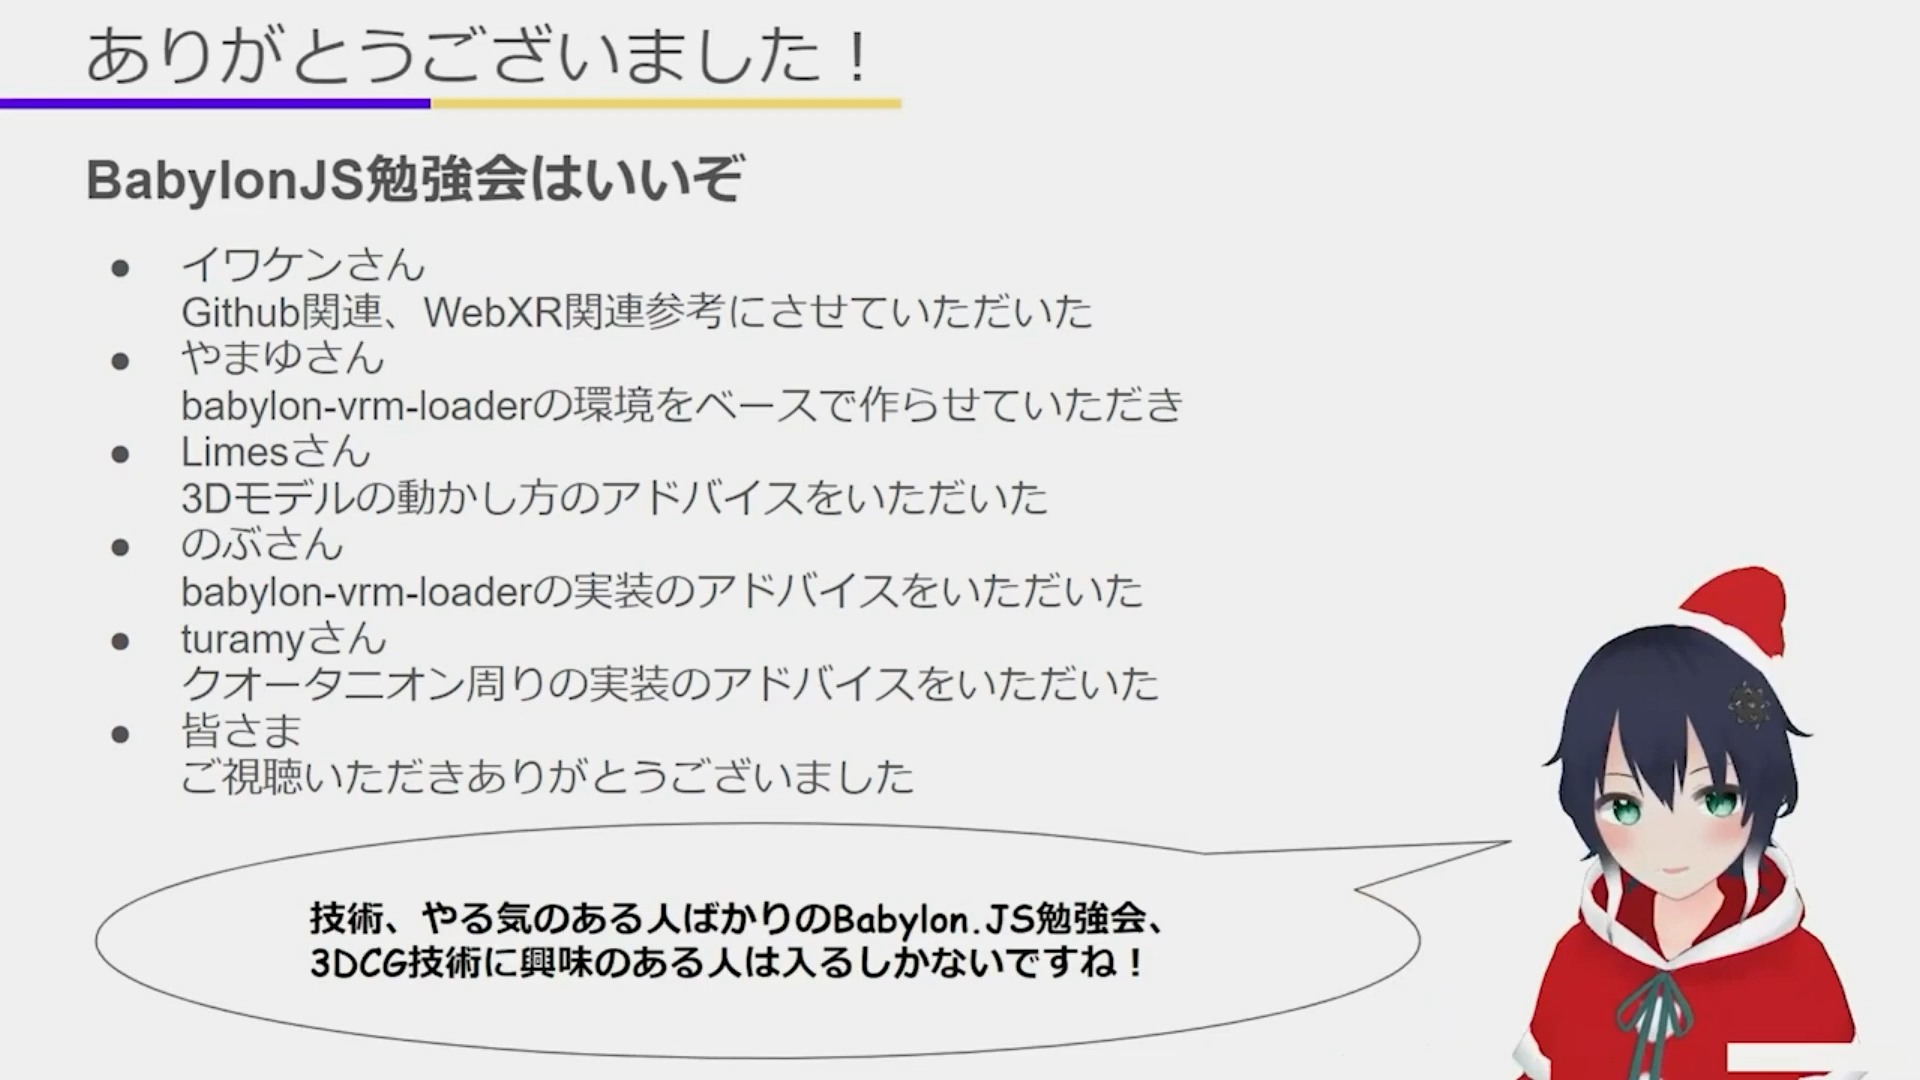 ありがとうございました！
BabylonJS勉強会はいいぞ
● イワケンさん
Github関連、WebXR関連参考にさせていただいた
● やまゆさん
babylon-vrm-loaderの環境をベースで作らせていただき
● Limesさん
3Dモデルの動かし方のアドバイスをいただいた
● のぶさん
babylon-vrm-loaderの実装のアドバイスをいただいた
● turamyさん
クオータニオン周りの実装のアドバイスをいただいた
● 皆さま
ご視聴いただきありがとうございました
技術、やる気のある人ばかりのBabylon.JS勉強会、
3DCG技術に興味のある人は入るしかないですね！